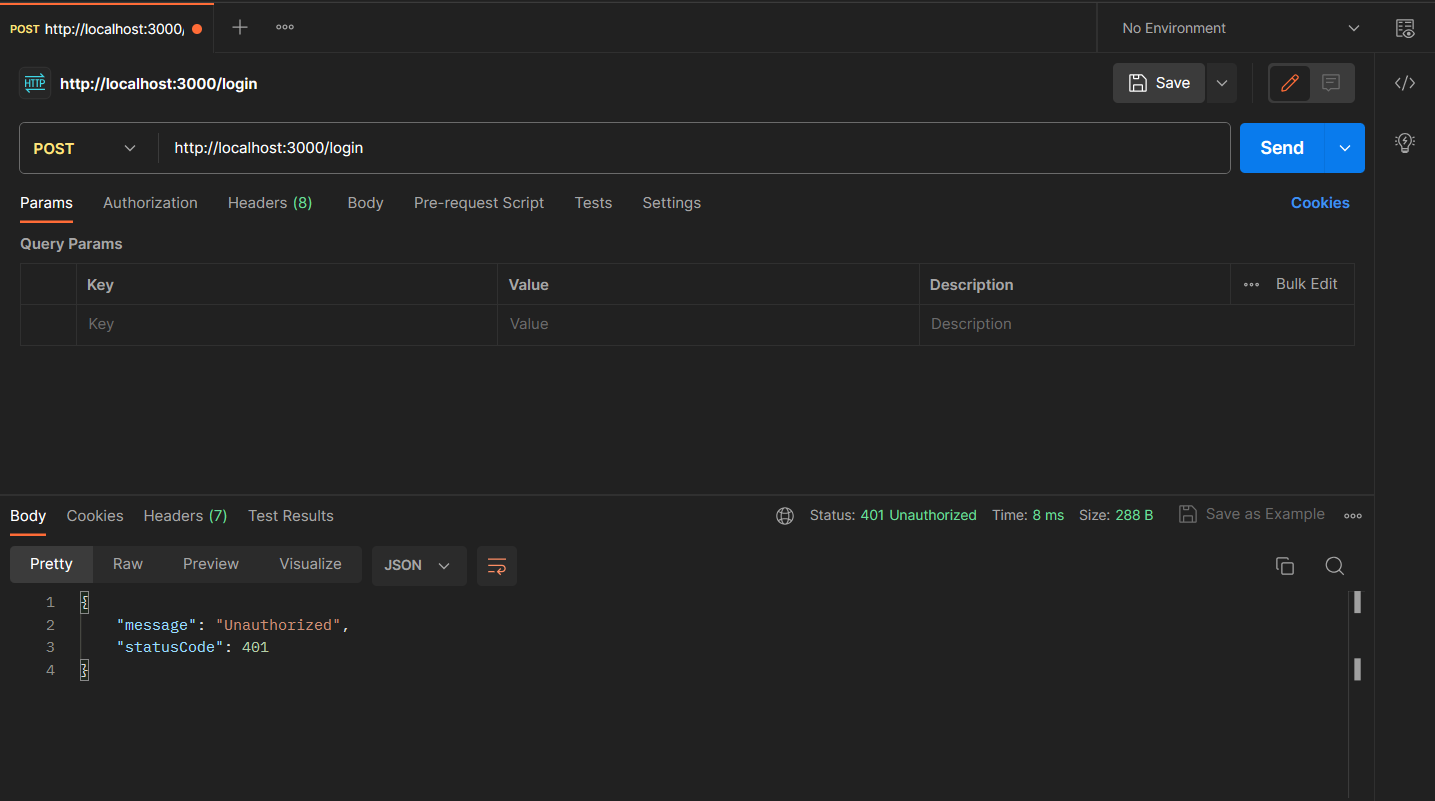 POST http://localhost:3000/
No Environment
HTTP http://localhost:3000/login
Save
POST http://localhost:3000/login
Send
Params Authorization Headers (8) Body Pre-request Script Tests Settings Cookies
Query Params
Key Value Description Bulk Edit
Key Value Description
Body Cookies Headers (7) Test Results Status: 401 Unauthorized Time: 8 ms Size: 288 B Save as Example
Pretty Raw Preview Visualize JSON
1 {
2 "message": "Unauthorized",
3 "statusCode": 401
4 }